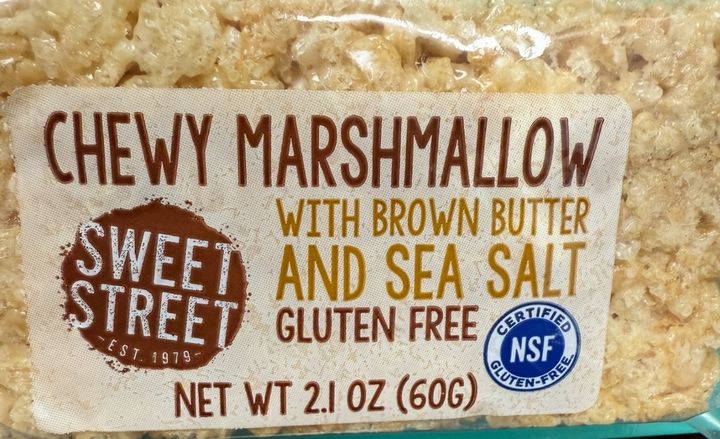 CHEWY MARSHMALLOW
WITH BROWN BUTTER
AND SEA SALT
GLUTEN FREE
SWEET
STREET
-EST. 1979-
CERTIFIED
NSF
GLUTEN-FREE
NET WT 2.1 OZ (60G)